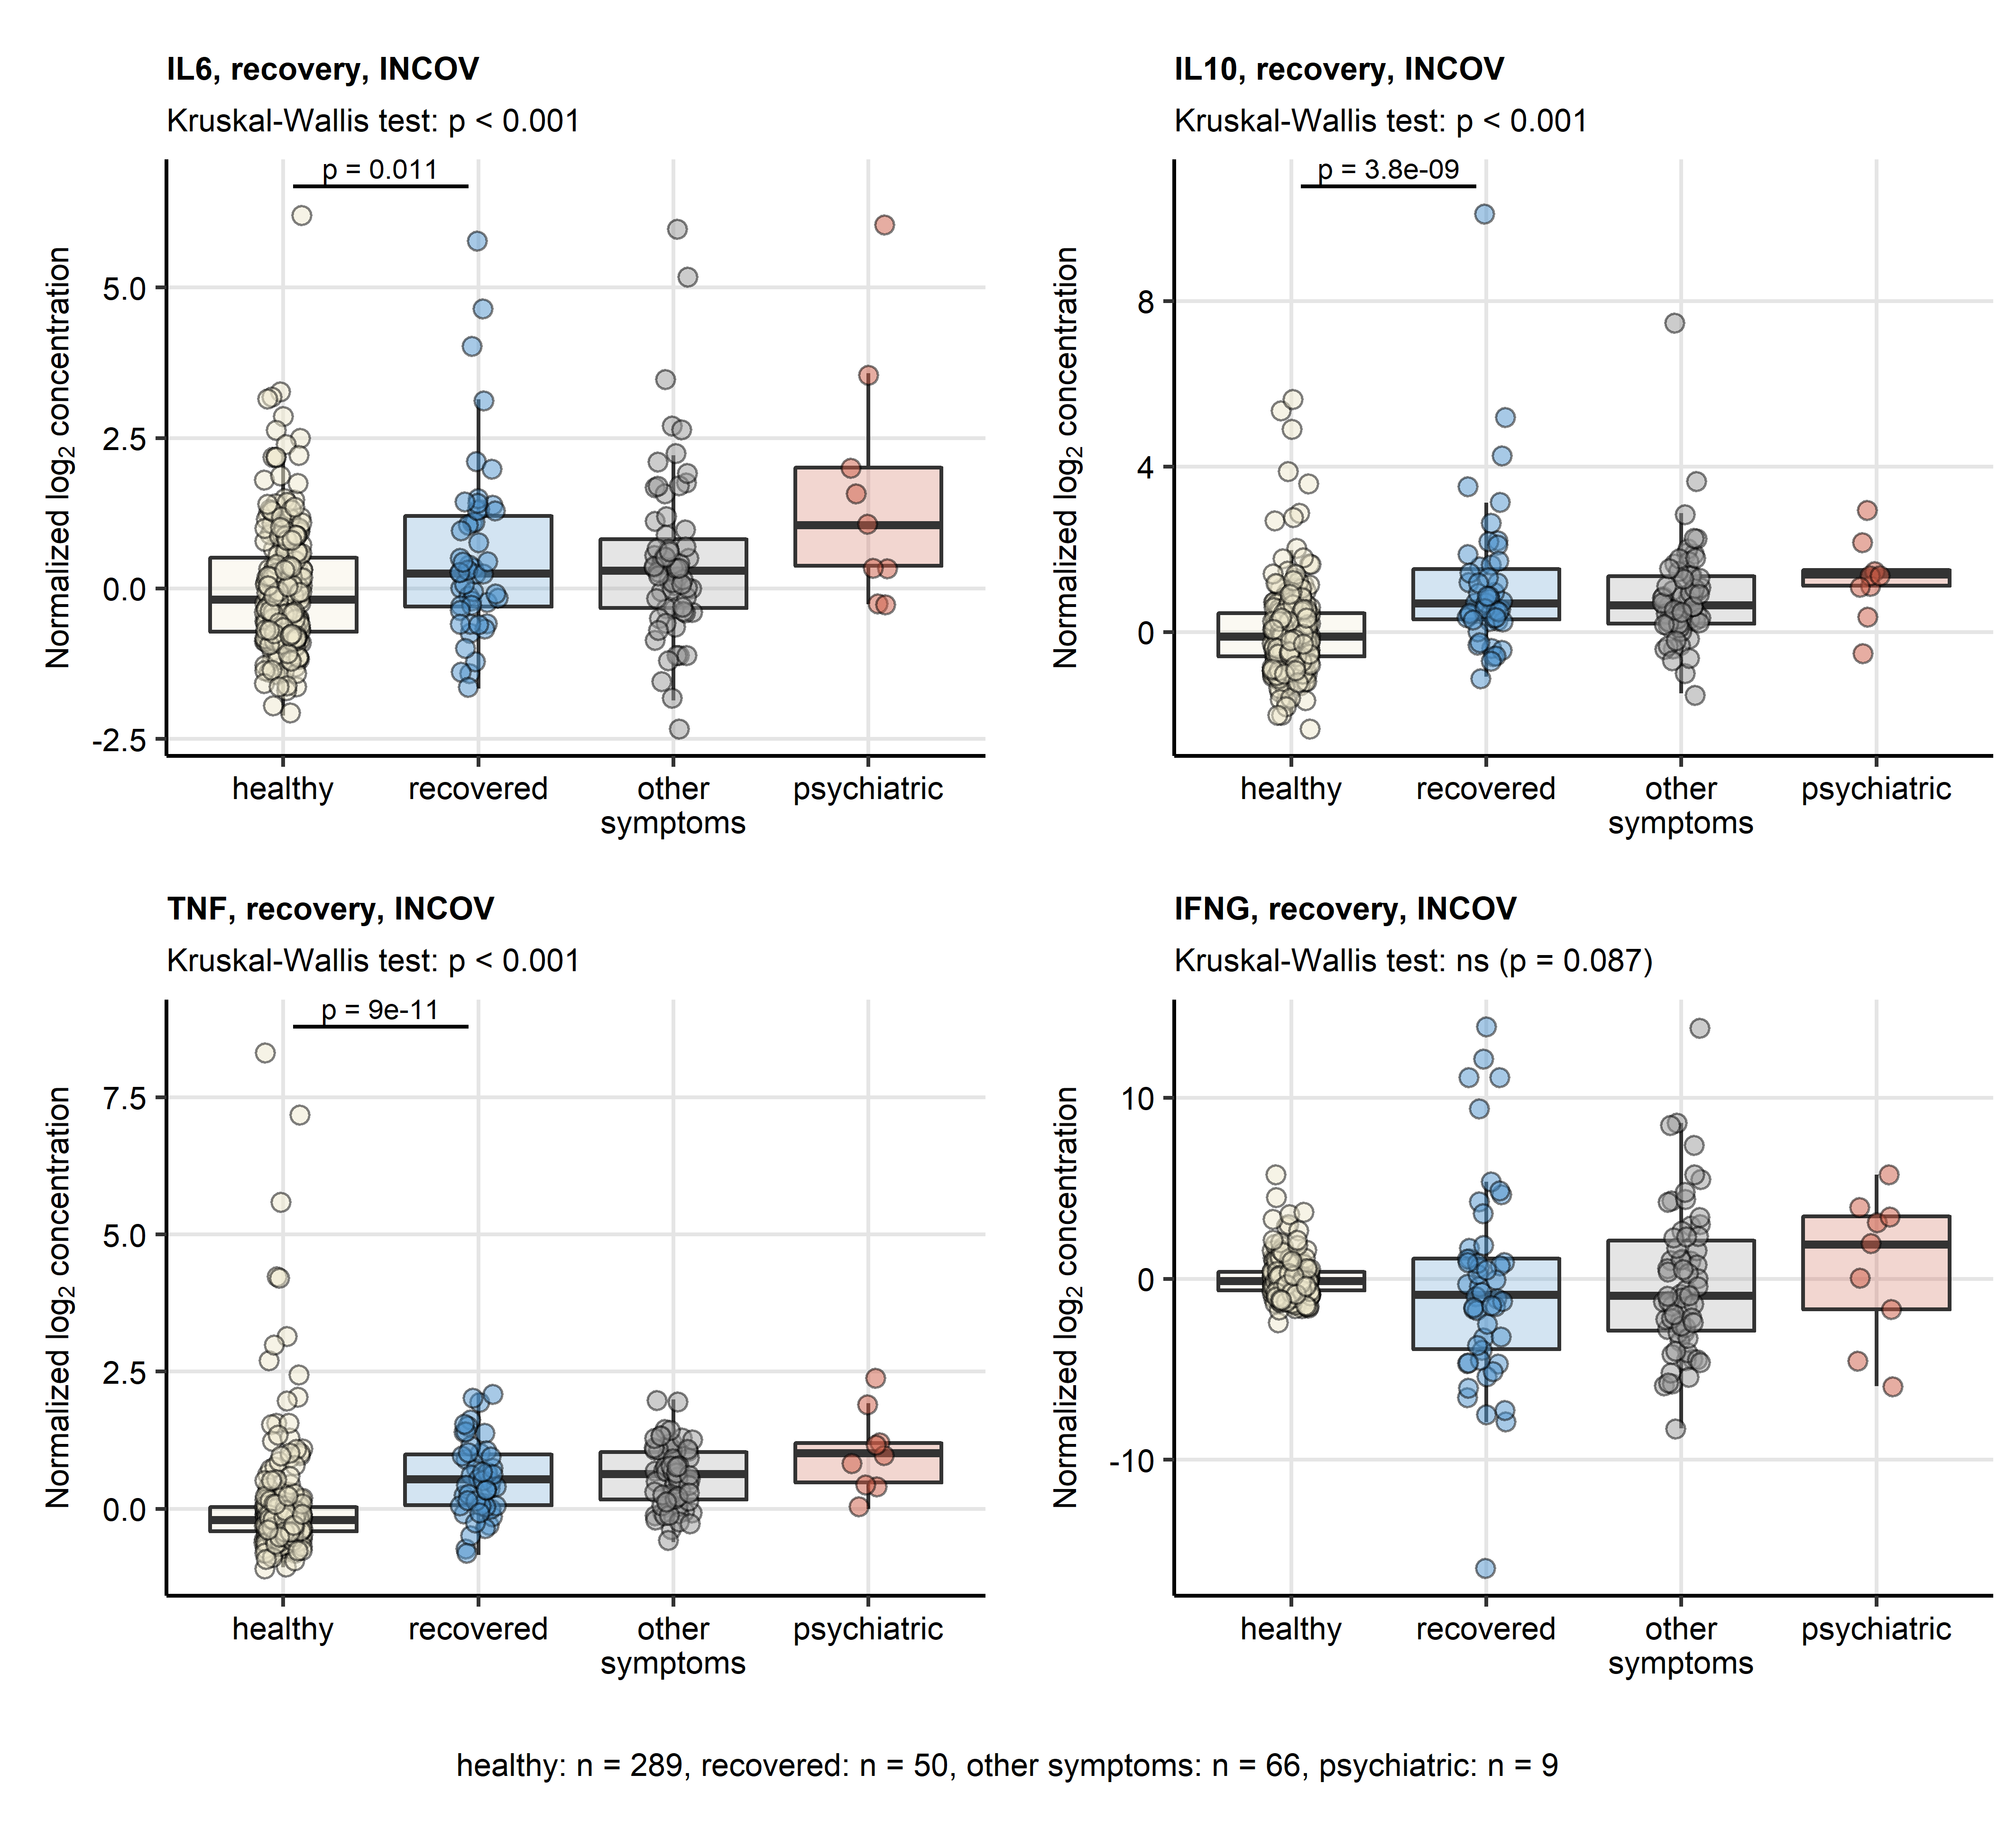 IL6, recovery, INCOV
Kruskal-Wallis test: p < 0.001
p = 0.011
Normalized log₂ concentration
5.0
2.5
0.0
-2.5
healthy
recovered
other
symptoms
psychiatric
IL10, recovery, INCOV
Kruskal-Wallis test: p < 0.001
p = 3.8e-09
Normalized log₂ concentration
8
4
0
healthy
recovered
other
symptoms
psychiatric
TNF, recovery, INCOV
Kruskal-Wallis test: p < 0.001
p = 9e-11
Normalized log₂ concentration
7.5
5.0
2.5
0.0
healthy
recovered
other
symptoms
psychiatric
IFNG, recovery, INCOV
Kruskal-Wallis test: ns (p = 0.087)
Normalized log₂ concentration
10
0
-10
healthy
recovered
other
symptoms
psychiatric
healthy: n = 289, recovered: n = 50, other symptoms: n = 66, psychiatric: n = 9